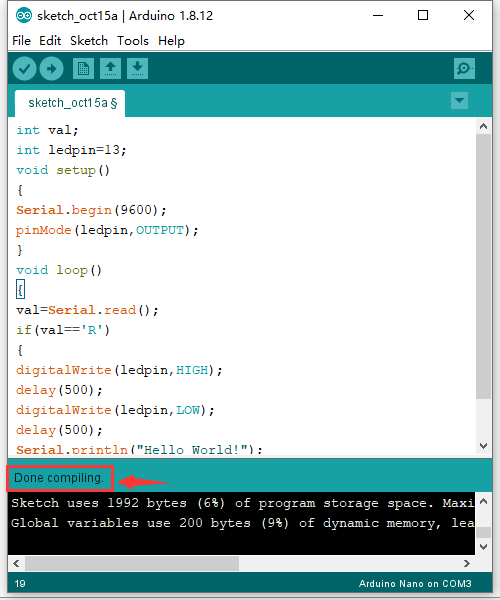 sketch_oct15a | Arduino 1.8.12
File Edit Sketch Tools Help
sketch_oct15a §
int val;
int ledpin=13;
void setup()
{
Serial.begin(9600);
pinMode(ledpin,OUTPUT);
}
void loop()
{
val=Serial.read();
if(val=='R')
{
digitalWrite(ledpin,HIGH);
delay(500);
digitalWrite(ledpin,LOW);
delay(500);
Serial.println("Hello World!");
Done compiling.
Sketch uses 1992 bytes (6%) of program storage space. Maxi
Global variables use 200 bytes (9%) of dynamic memory, lea
19 Arduino Nano on COM3